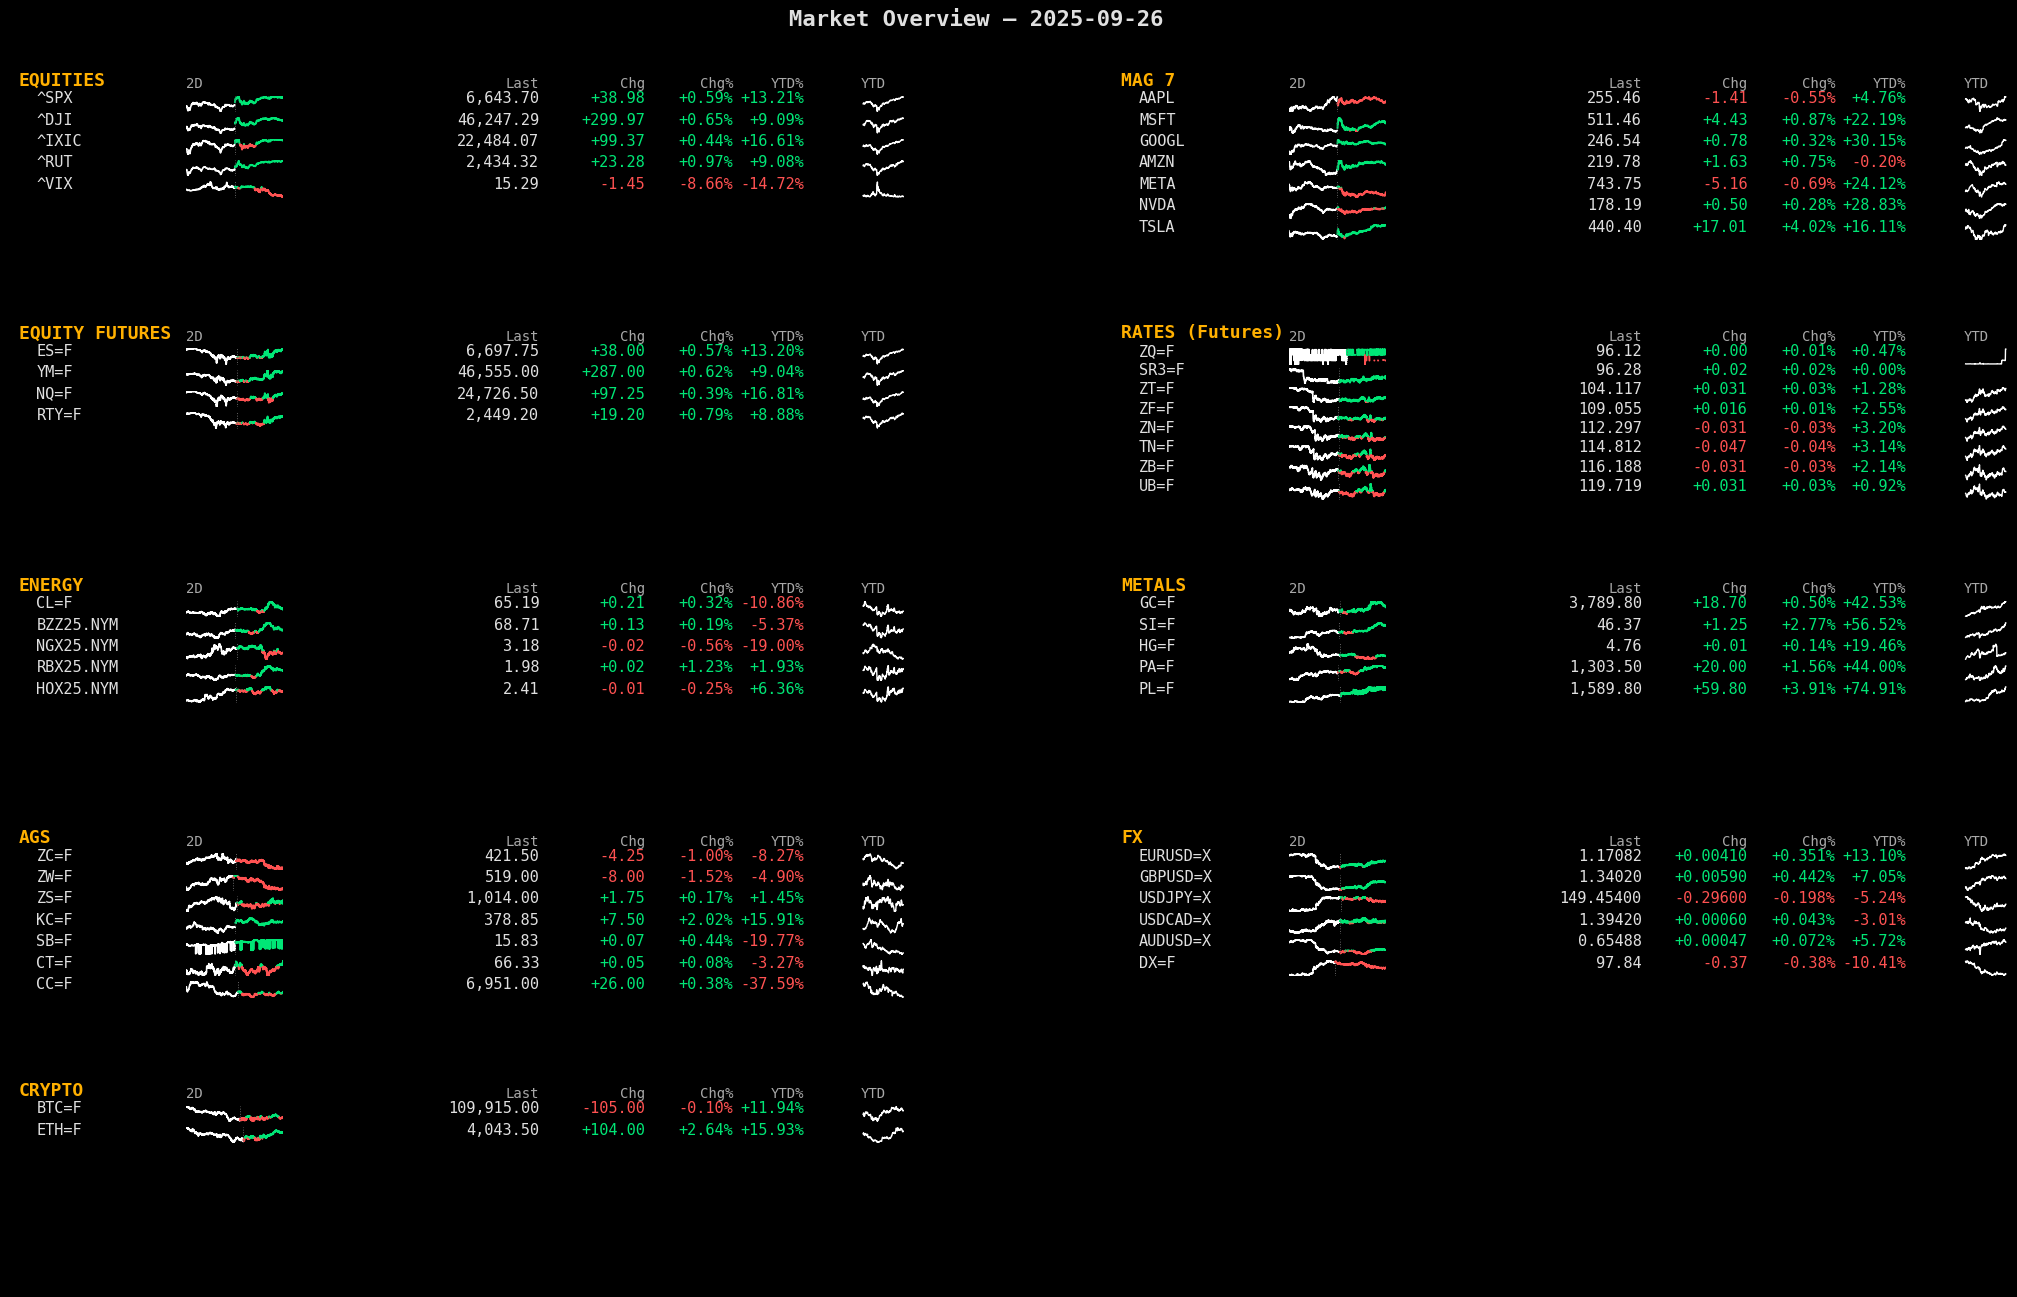 Market Overview — 2025-09-26
EQUITIES 2D Last Chg Chg% YTD% YTD
^SPX 6,643.70 +38.98 +0.59% +13.21%
^DJI 46,247.29 +299.97 +0.65% +9.09%
^IXIC 22,484.07 +99.37 +0.44% +16.61%
^RUT 2,434.32 +23.28 +0.97% +9.08%
^VIX 15.29 -1.45 -8.66% -14.72%
MAG 7 2D Last Chg Chg% YTD% YTD
AAPL 255.46 -1.41 -0.55% +4.76%
MSFT 511.46 +4.43 +0.87% +22.19%
GOOGL 246.54 +0.78 +0.32% +30.15%
AMZN 219.78 +1.63 +0.75% -0.20%
META 743.75 -5.16 -0.69% +24.12%
NVDA 178.19 +0.50 +0.28% +28.83%
TSLA 440.40 +17.01 +4.02% +16.11%
EQUITY FUTURES 2D Last Chg Chg% YTD% YTD
ES=F 6,697.75 +38.00 +0.57% +13.20%
YM=F 46,555.00 +287.00 +0.62% +9.04%
NQ=F 24,726.50 +97.25 +0.39% +16.81%
RTY=F 2,449.20 +19.20 +0.79% +8.88%
RATES (Futures) 2D Last Chg Chg% YTD% YTD
ZQ=F 96.12 +0.00 +0.01% +0.47%
SR3=F 96.28 +0.02 +0.02% +0.00%
ZT=F 104.117 +0.031 +0.03% +1.28%
ZF=F 109.055 +0.016 +0.01% +2.55%
ZN=F 112.297 -0.031 -0.03% +3.20%
TN=F 114.812 -0.047 -0.04% +3.14%
ZB=F 116.188 -0.031 -0.03% +2.14%
UB=F 119.719 +0.031 +0.03% +0.92%
ENERGY 2D Last Chg Chg% YTD% YTD
CL=F 65.19 +0.21 +0.32% -10.86%
BZZ25.NYM 68.71 +0.13 +0.19% -5.37%
NGX25.NYM 3.18 -0.02 -0.56% -19.00%
RBX25.NYM 1.98 +0.02 +1.23% +1.93%
HOX25.NYM 2.41 -0.01 -0.25% +6.36%
METALS 2D Last Chg Chg% YTD% YTD
GC=F 3,789.80 +18.70 +0.50% +42.53%
SI=F 46.37 +1.25 +2.77% +56.52%
HG=F 4.76 +0.01 +0.14% +19.46%
PA=F 1,303.50 +20.00 +1.56% +44.00%
PL=F 1,589.80 +59.80 +3.91% +74.91%
AGS 2D Last Chg Chg% YTD% YTD
ZC=F 421.50 -4.25 -1.00% -8.27%
ZW=F 519.00 -8.00 -1.52% -4.90%
ZS=F 1,014.00 +1.75 +0.17% +1.45%
KC=F 378.85 +7.50 +2.02% +15.91%
SB=F 15.83 +0.07 +0.44% -19.77%
CT=F 66.33 +0.05 +0.08% -3.27%
CC=F 6,951.00 +26.00 +0.38% -37.59%
FX 2D Last Chg Chg% YTD% YTD
EURUSD=X 1.17082 +0.00410 +0.351% +13.10%
GBPUSD=X 1.34020 +0.00590 +0.442% +7.05%
USDJPY=X 149.45400 -0.29600 -0.198% -5.24%
USDCAD=X 1.39420 +0.00060 +0.043% -3.01%
AUDUSD=X 0.65488 +0.00047 +0.072% +5.72%
DX=F 97.84 -0.37 -0.38% -10.41%
CRYPTO 2D Last Chg Chg% YTD% YTD
BTC=F 109,915.00 -105.00 -0.10% +11.94%
ETH=F 4,043.50 +104.00 +2.64% +15.93%